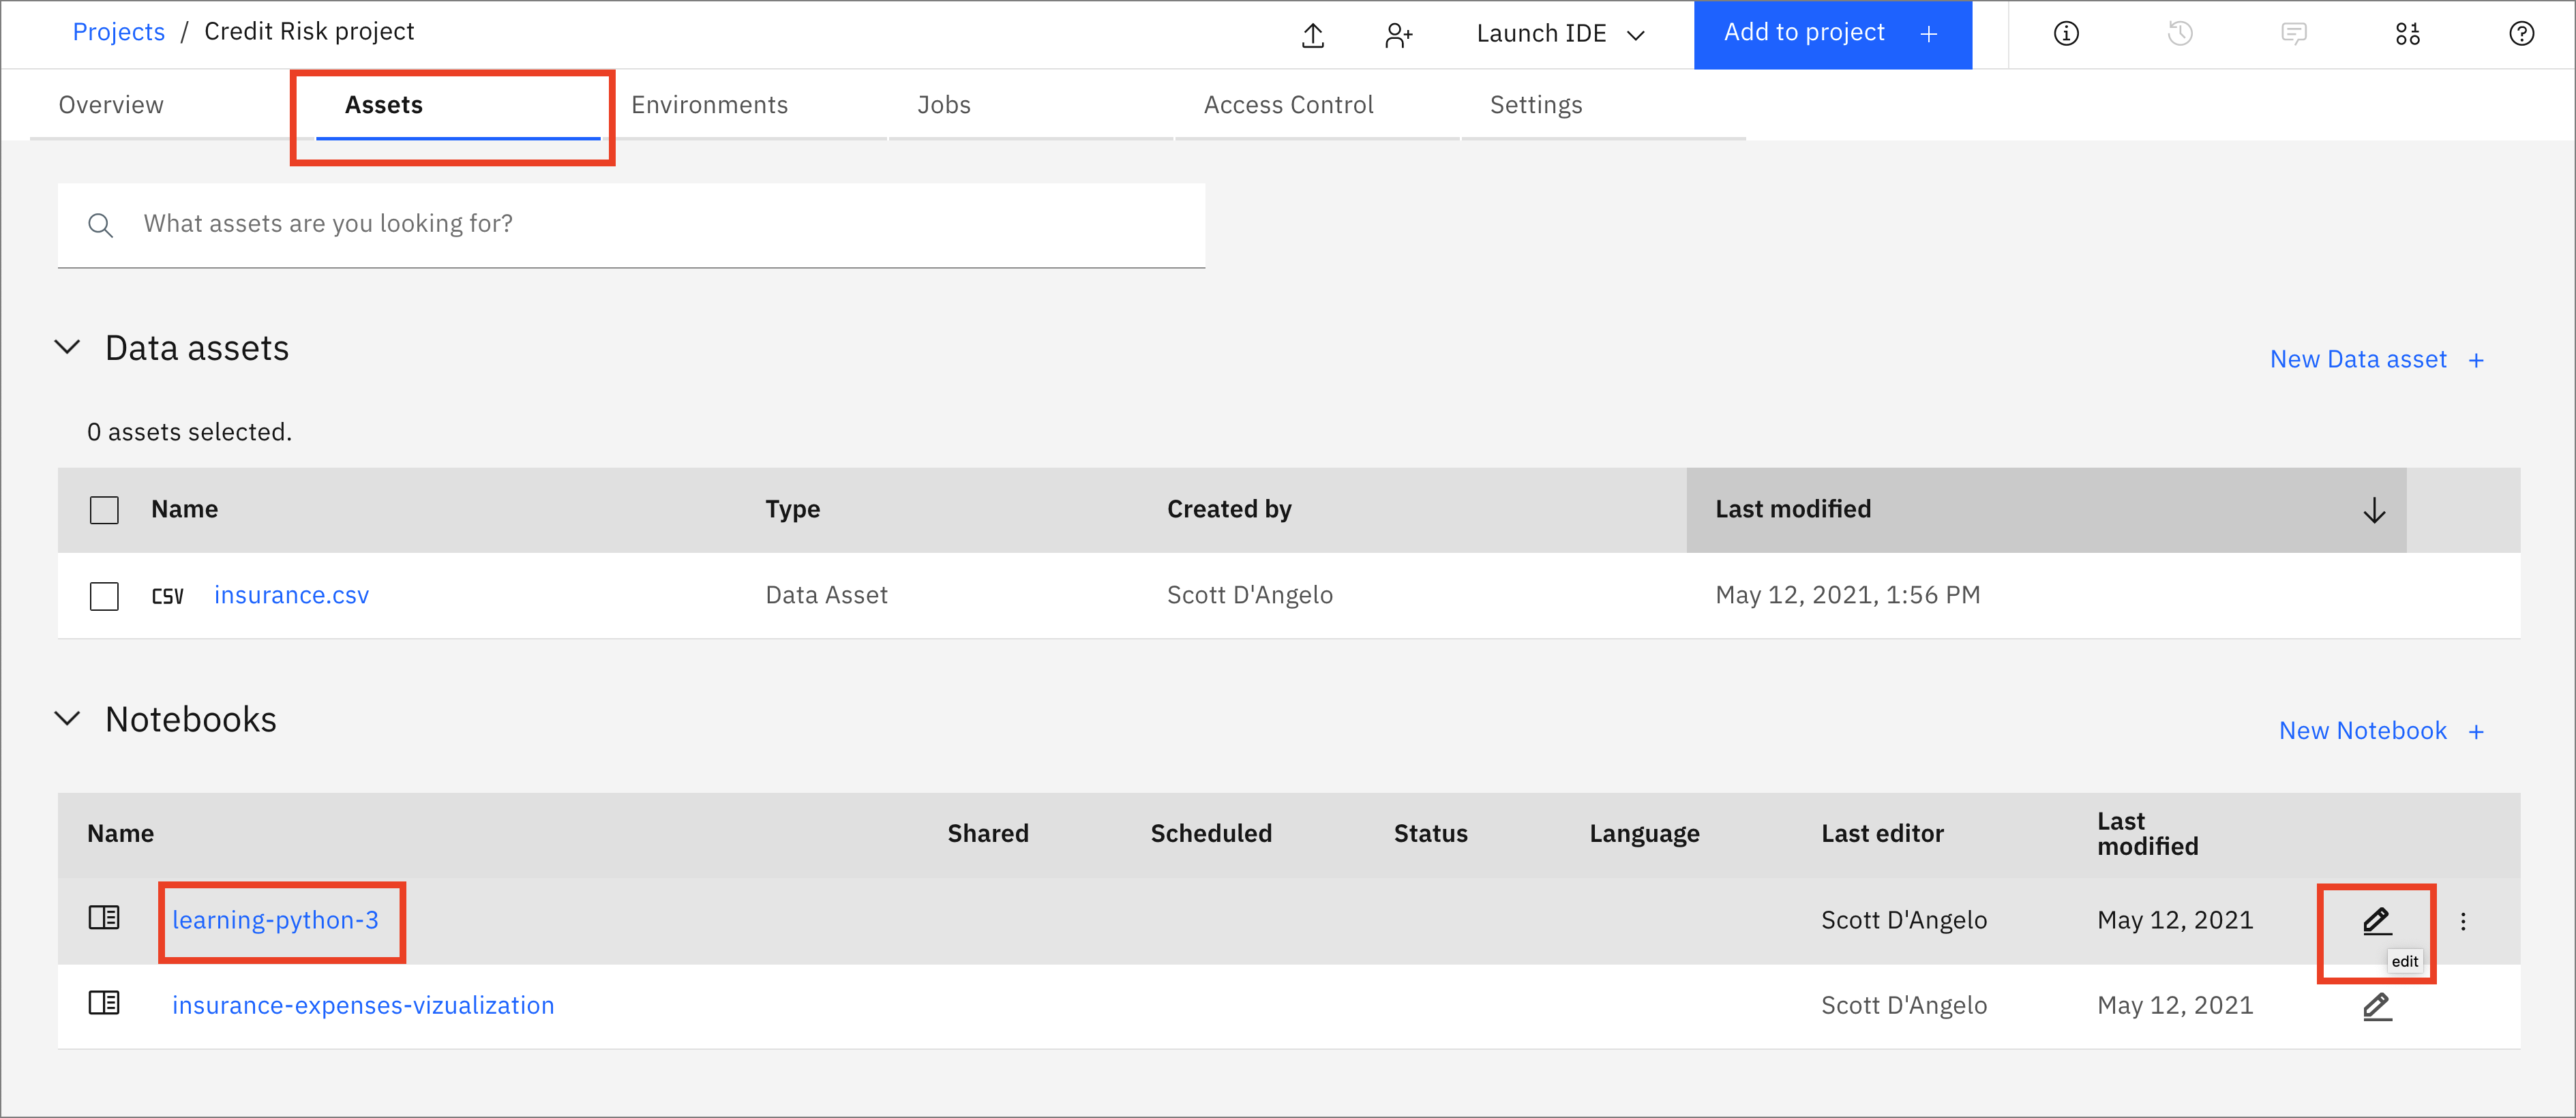 Projects / Credit Risk project
Launch IDE
Add to project +
Overview
Assets
Environments
Jobs
Access Control
Settings
What assets are you looking for?
Data assets
New Data asset +
0 assets selected.
Name Type Created by Last modified
CSV insurance.csv Data Asset Scott D'Angelo May 12, 2021, 1:56 PM
Notebooks
New Notebook +
Name Shared Scheduled Status Language Last editor Last
modified
learning-python-3 Scott D'Angelo May 12, 2021
edit
insurance-expenses-vizualization Scott D'Angelo May 12, 2021